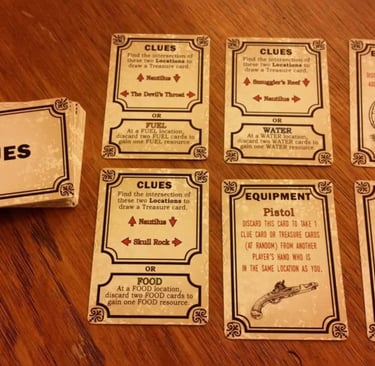 UES
CLUES
Find the intersection of
these two Locations to
draw a Treasure card.
Nautilus
The Devil's Throat
OR
FUEL
At a FUEL location,
discard two FUEL cards to
gain one FUEL resource.
CLUES
Find the intersection of
these two Locations to
draw a Treasure card.
Smuggler's Reef
Nautilus
OR
WATER
At a WATER location,
discard two WATER cards to
gain one WATER resource.
CLUES
Find the intersection of
these two Locations to
draw a Treasure card.
Nautilus
Skull Rock
OR
FOOD
At a FOOD location,
discard two FOOD cards to
gain one FOOD resource.
EQUIPMENT
Pistol
DISCARD THIS CARD TO TAKE 1
CLUE CARD OR TREASURE CARDS
(AT RANDOM) FROM ANOTHER
PLAYER'S HAND WHO IS
IN THE SAME LOCATION AS YOU.